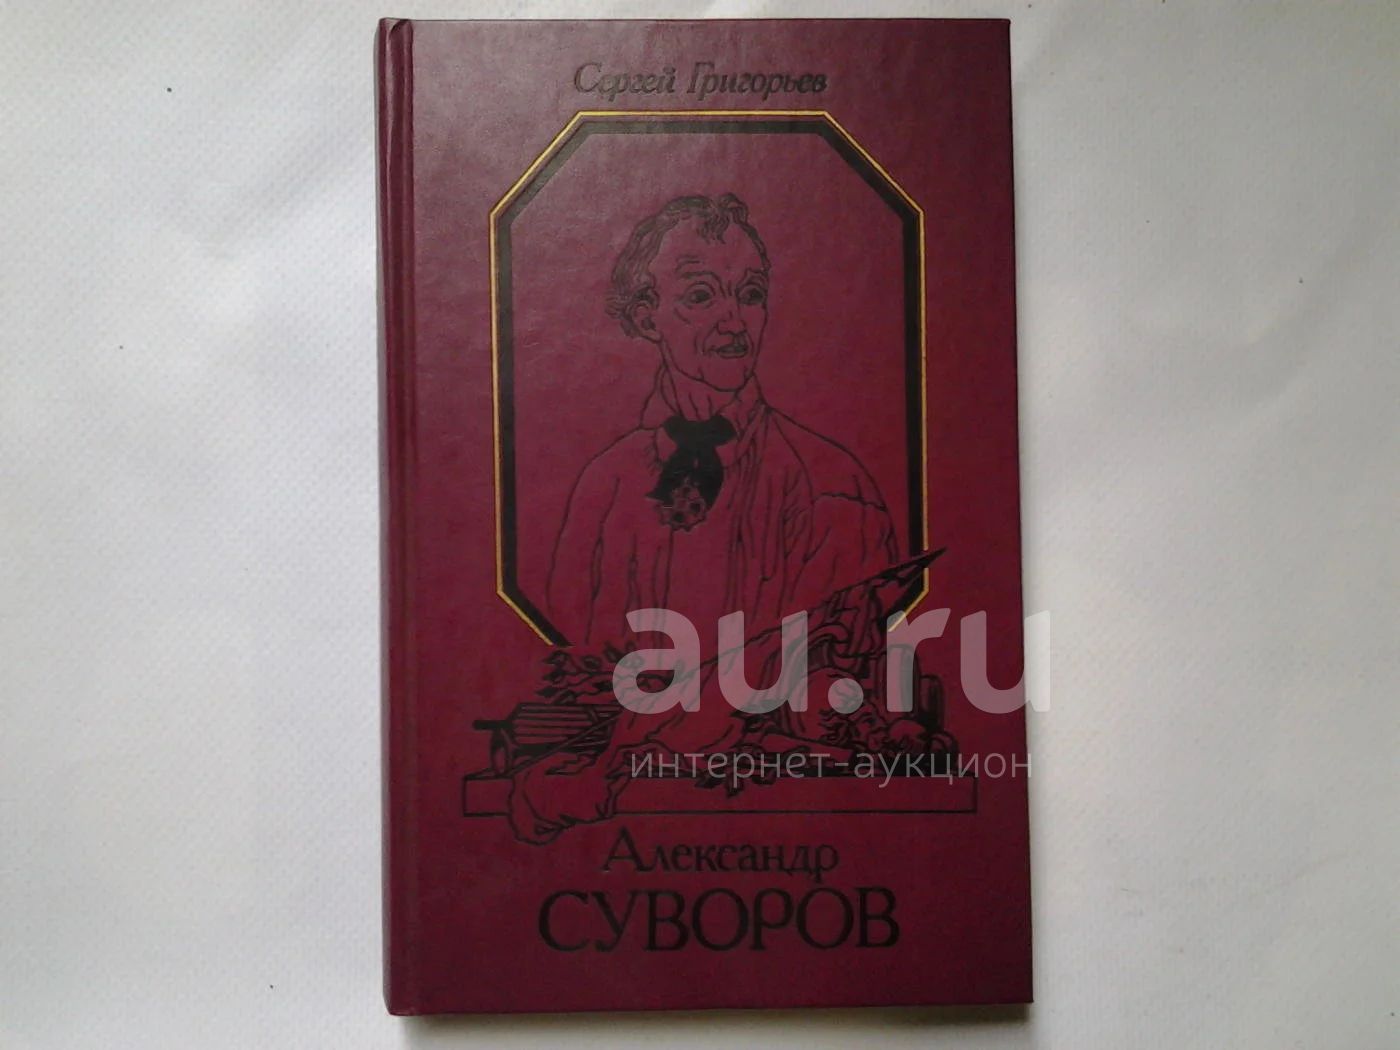 Сергей Григорьев
au.ru
интернет-аукцион
Александр
СУВОРОВ